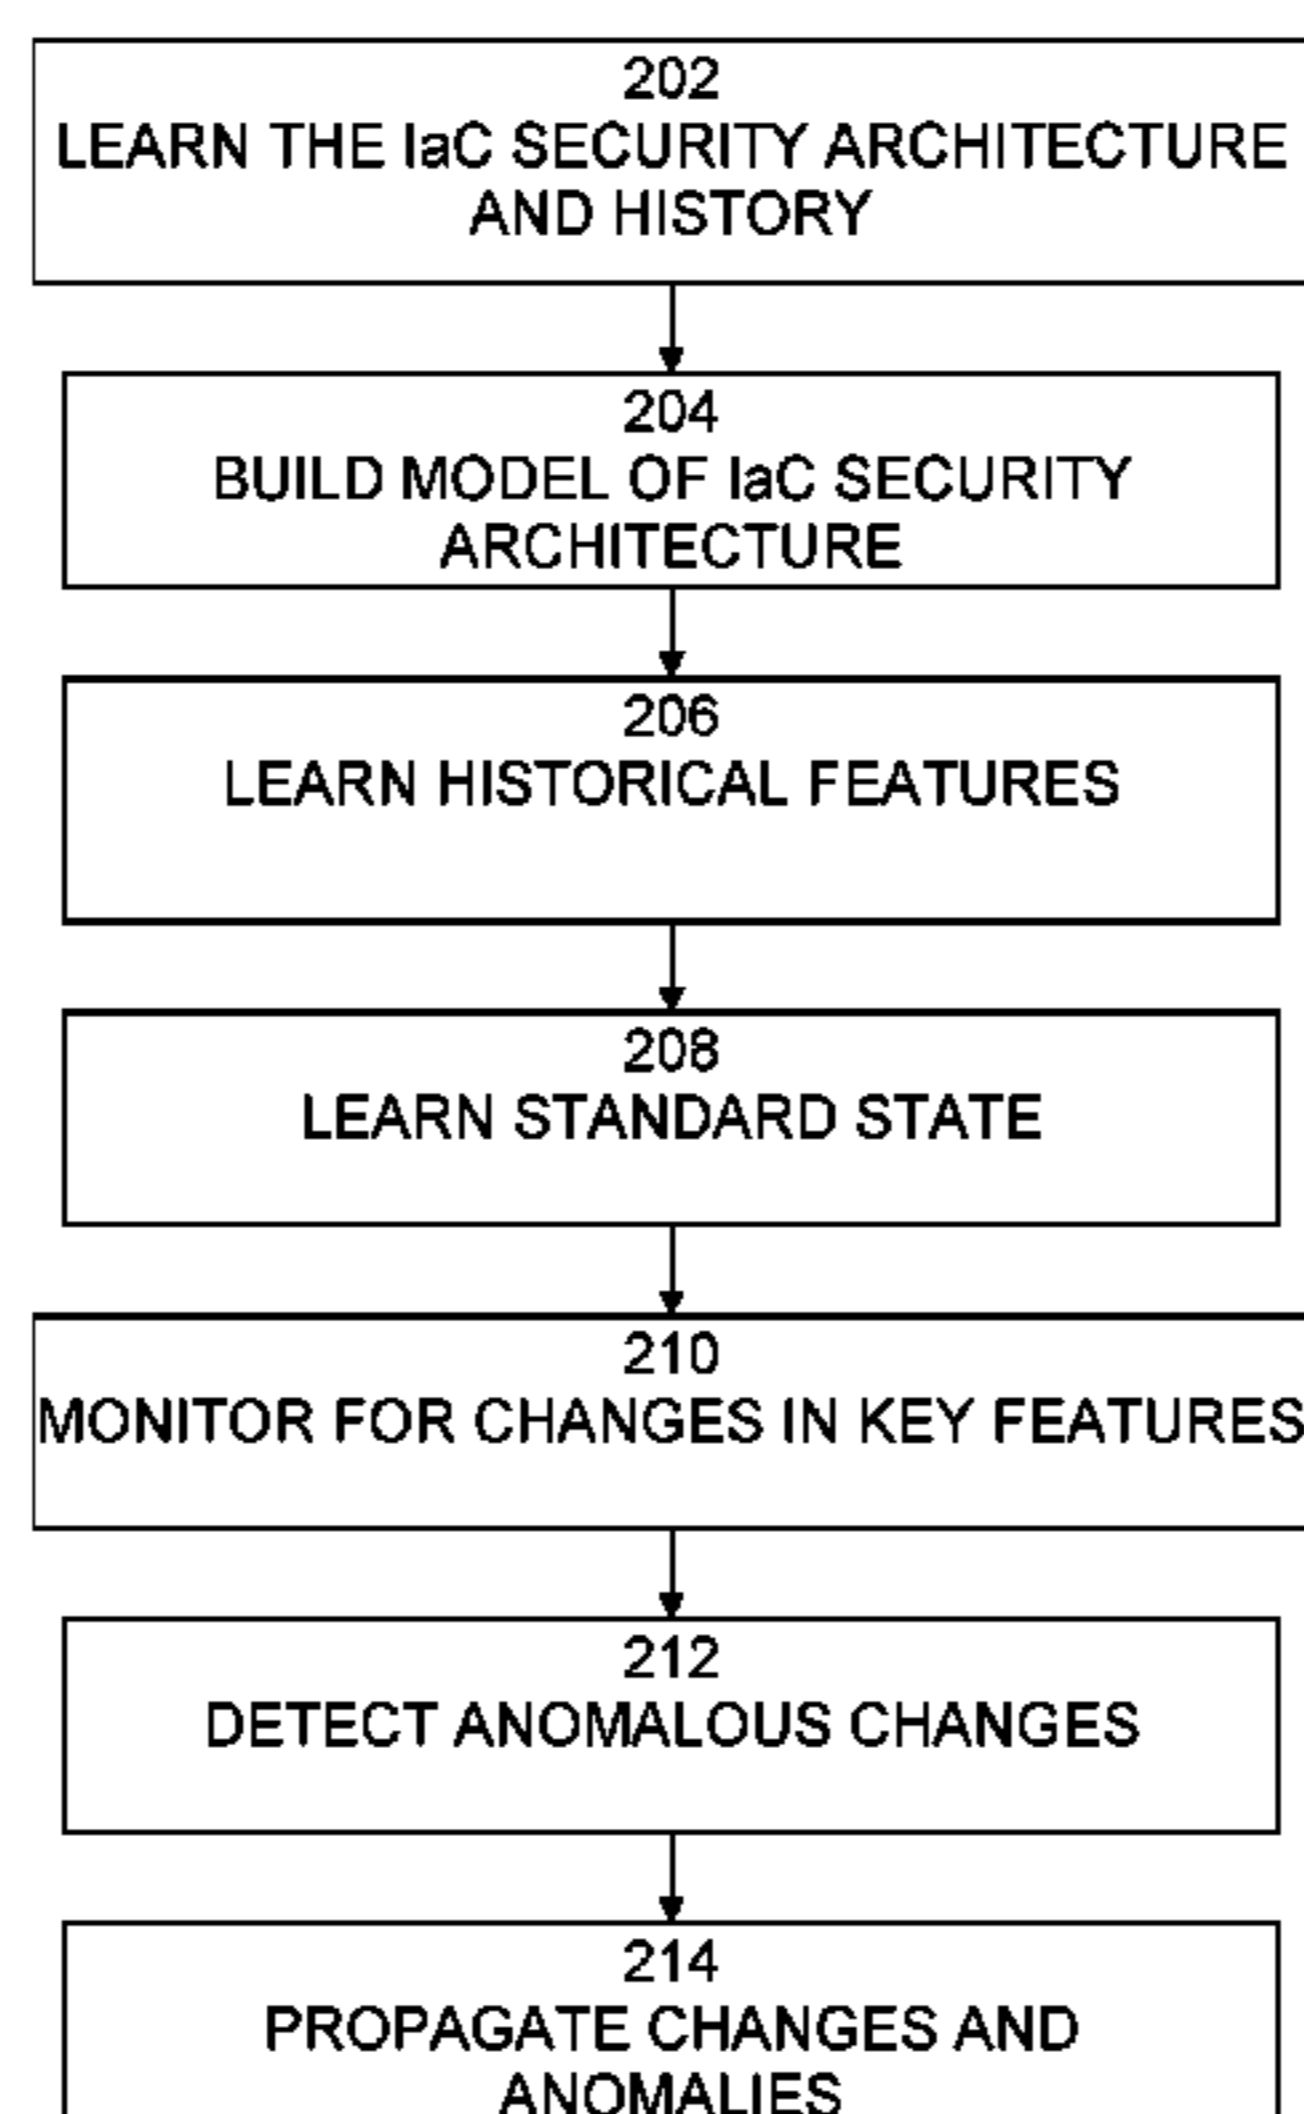 202
LEARN THE IaC SECURITY ARCHITECTURE
AND HISTORY
204
BUILD MODEL OF IaC SECURITY
ARCHITECTURE
206
LEARN HISTORICAL FEATURES
208
LEARN STANDARD STATE
210
MONITOR FOR CHANGES IN KEY FEATURES
212
DETECT ANOMALOUS CHANGES
214
PROPAGATE CHANGES AND
ANOMALIES